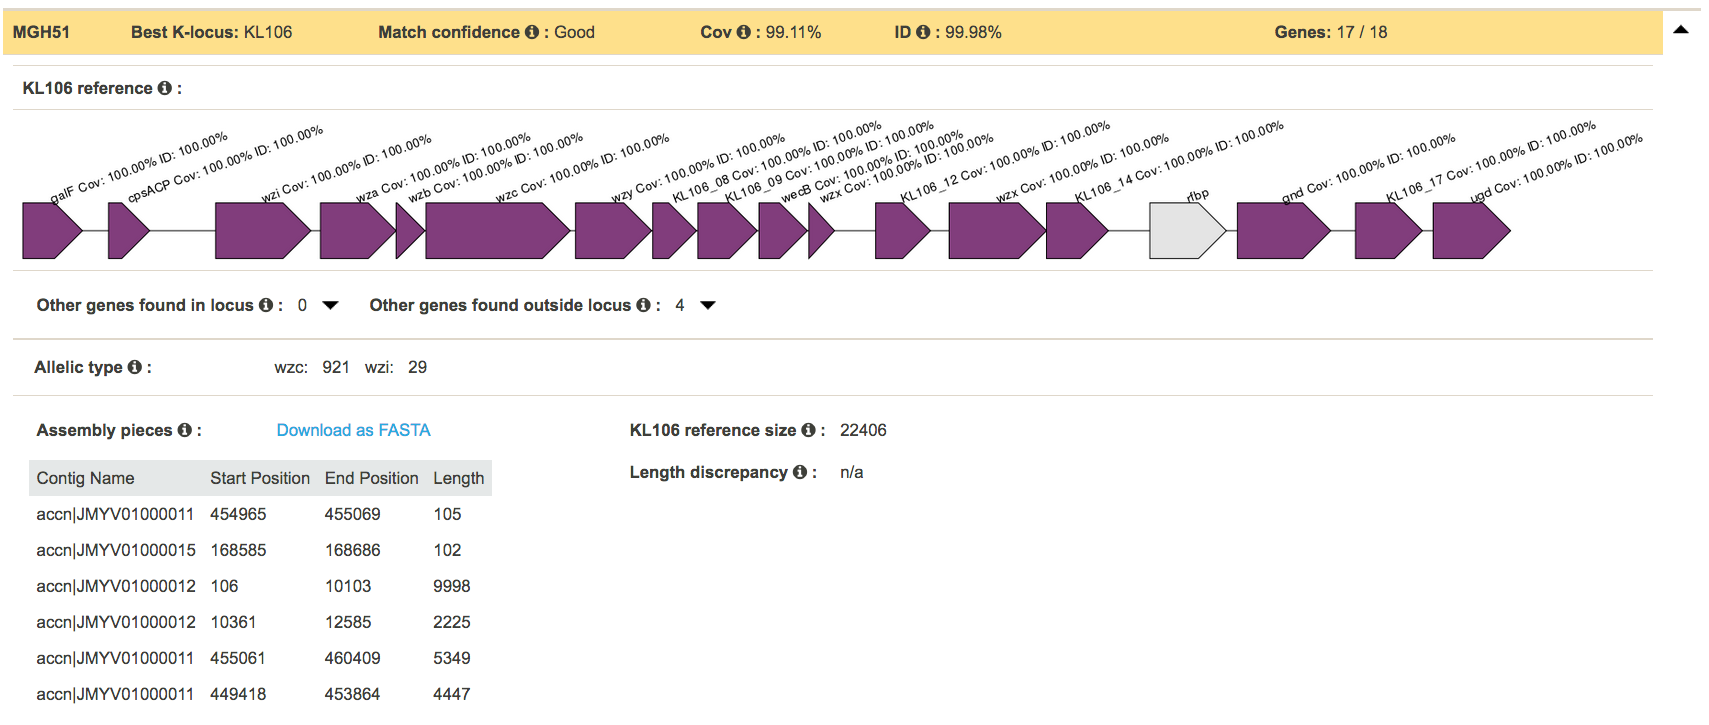 MGH51 Best K-locus: KL106 Match confidence : Good Cov : 99.11% ID : 99.98% Genes: 17 / 18
KL106 reference :
galF Cov: 100.00% ID: 100.00%
cpsACP Cov: 100.00% ID: 100.00%
wzi Cov: 100.00% ID: 100.00%
wza Cov: 100.00% ID: 100.00%
wzb Cov: 100.00% ID: 100.00%
wzc Cov: 100.00% ID: 100.00%
wzy Cov: 100.00% ID: 100.00%
KL106_08 Cov: 100.00% ID: 100.00%
KL106_09 Cov: 100.00% ID: 100.00%
wecB Cov: 100.00% ID: 100.00%
wzx Cov: 100.00% ID: 100.00%
KL106_12 Cov: 100.00% ID: 100.00%
wzx Cov: 100.00% ID: 100.00%
KL106_14 Cov: 100.00% ID: 100.00%
rfbp
gnd Cov: 100.00% ID: 100.00%
KL106_17 Cov: 100.00% ID: 100.00%
ugd Cov: 100.00% ID: 100.00%
Other genes found in locus : 0 Other genes found outside locus : 4
Allelic type : wzc: 921 wzi: 29
Assembly pieces : Download as FASTA KL106 reference size : 22406
Length discrepancy : n/a
Contig Name Start Position End Position Length
accn|JMYV01000011 454965 455069 105
accn|JMYV01000015 168585 168686 102
accn|JMYV01000012 106 10103 9998
accn|JMYV01000012 10361 12585 2225
accn|JMYV01000011 455061 460409 5349
accn|JMYV01000011 449418 453864 4447